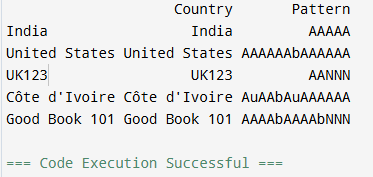 Country Pattern
India India AAAAA
United States United States AAAAAAbAAAAAA
UK123 UK123 AANNN
Côte d'Ivoire Côte d'Ivoire AuAAbAuAAAAAA
Good Book 101 Good Book 101 AAAAbAAAAbNNN
=== Code Execution Successful ===